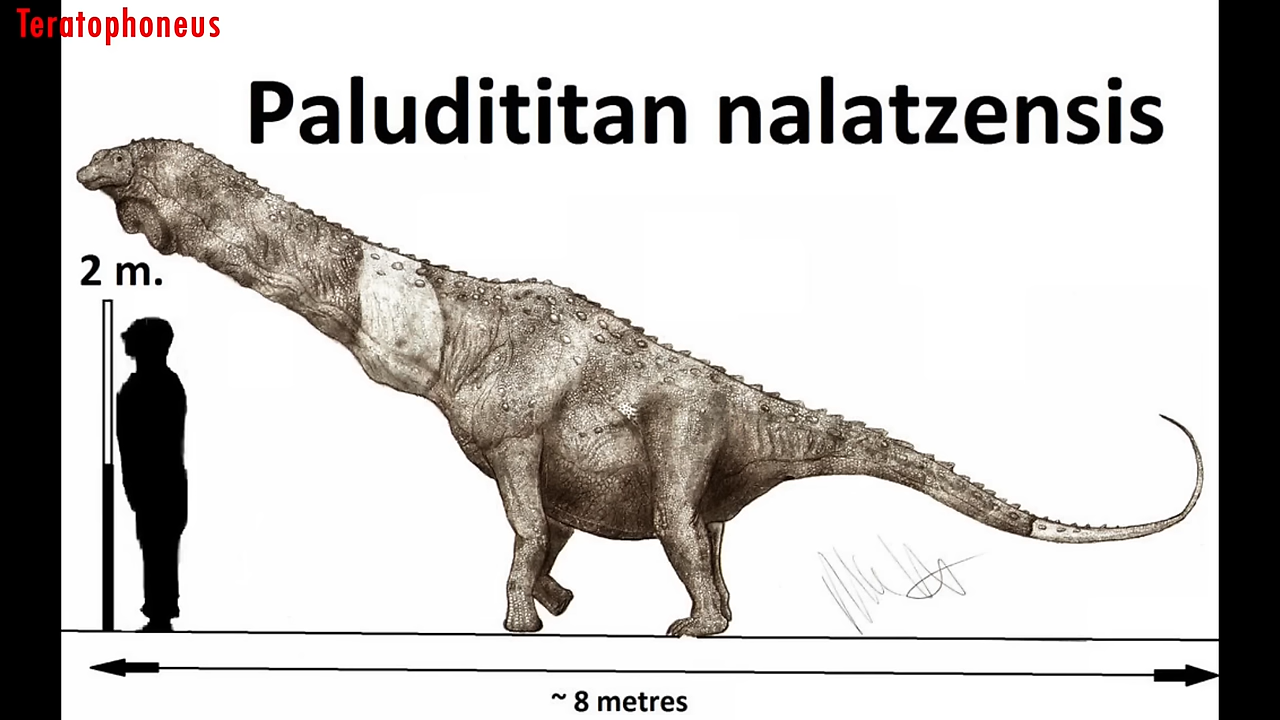 Teratophoneus
Paludititan nalatzensis
2 m.
~ 8 metres